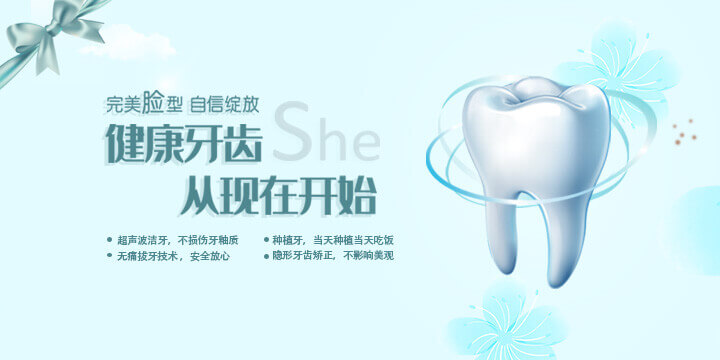 完美脸型 自信绽放
She
健康牙齿
从现在开始
超声波洁牙，不损伤牙釉质
种植牙，当天种植当天吃饭
无痛拔牙技术，安全放心
隐形牙齿矫正，不影响美观